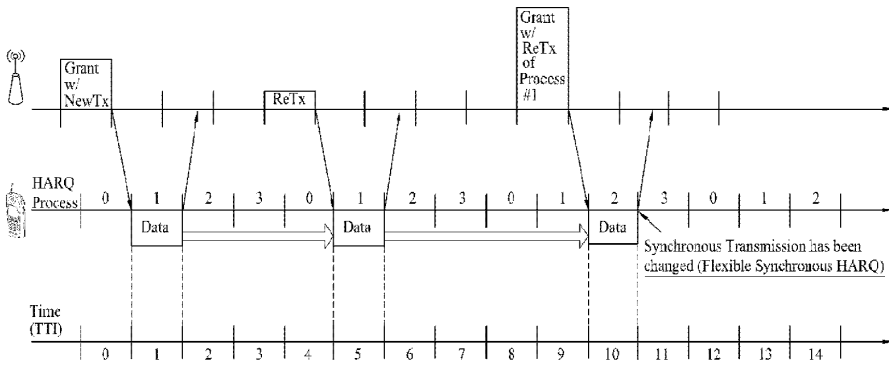 Grant
w/
NewTx
ReTx
Grant
w/
ReTx
of
Process
#1
HARQ
Process
0 1 2 3 0 1 2 3 0 1 2 3 0 1 2
Data Data Data
Synchronous Transmission has been
changed (Flexible Synchronous HARQ)
Time
(TTI)
0 1 2 3 4 5 6 7 8 9 10 11 12 13 14